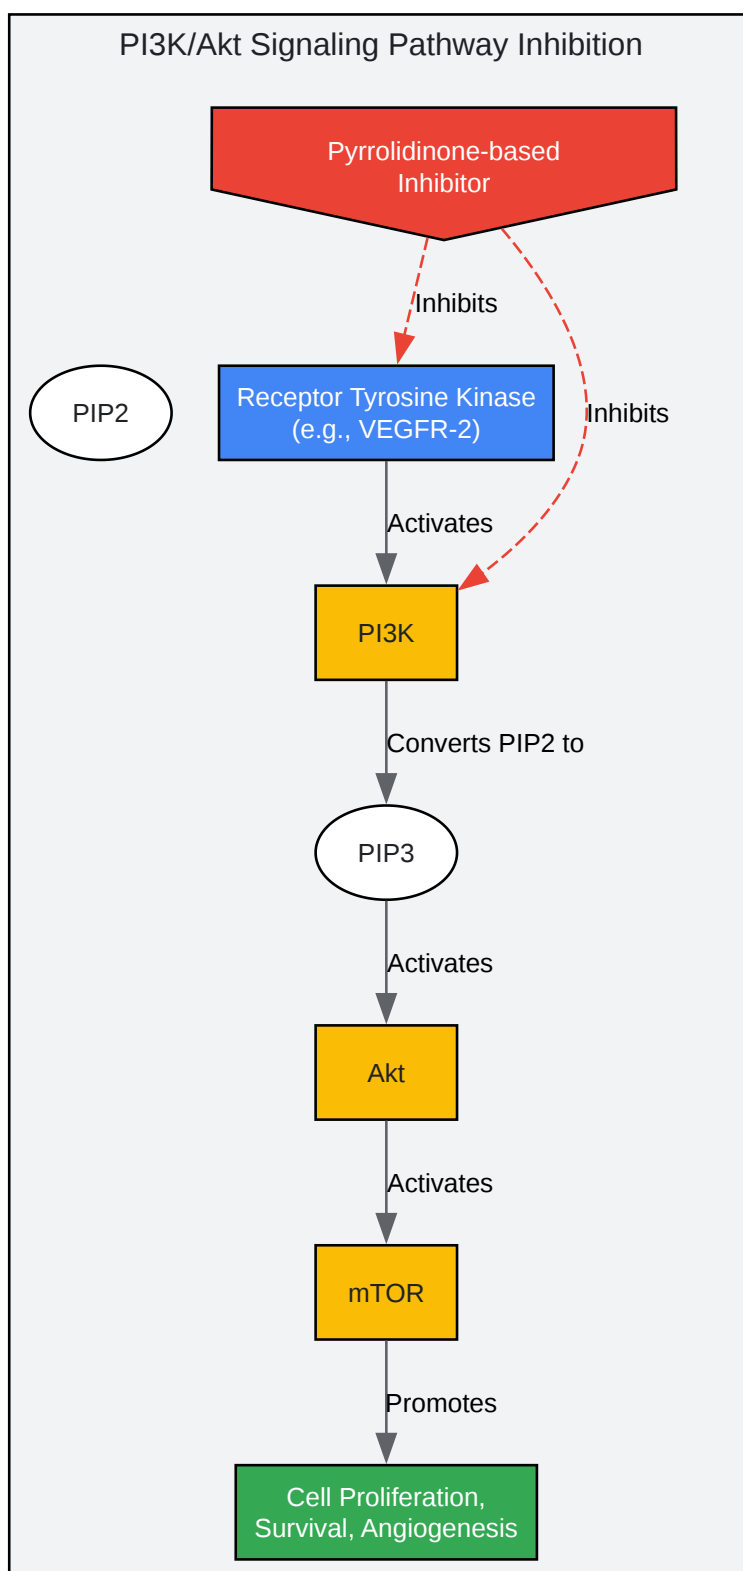 PI3K/Akt Signaling Pathway Inhibition
Pyrrolidinone-based
Inhibitor
Inhibits
PIP2
Receptor Tyrosine Kinase
(e.g., VEGFR-2)
Inhibits
Activates
PI3K
Converts PIP2 to
PIP3
Activates
Akt
Activates
mTOR
Promotes
Cell Proliferation,
Survival, Angiogenesis